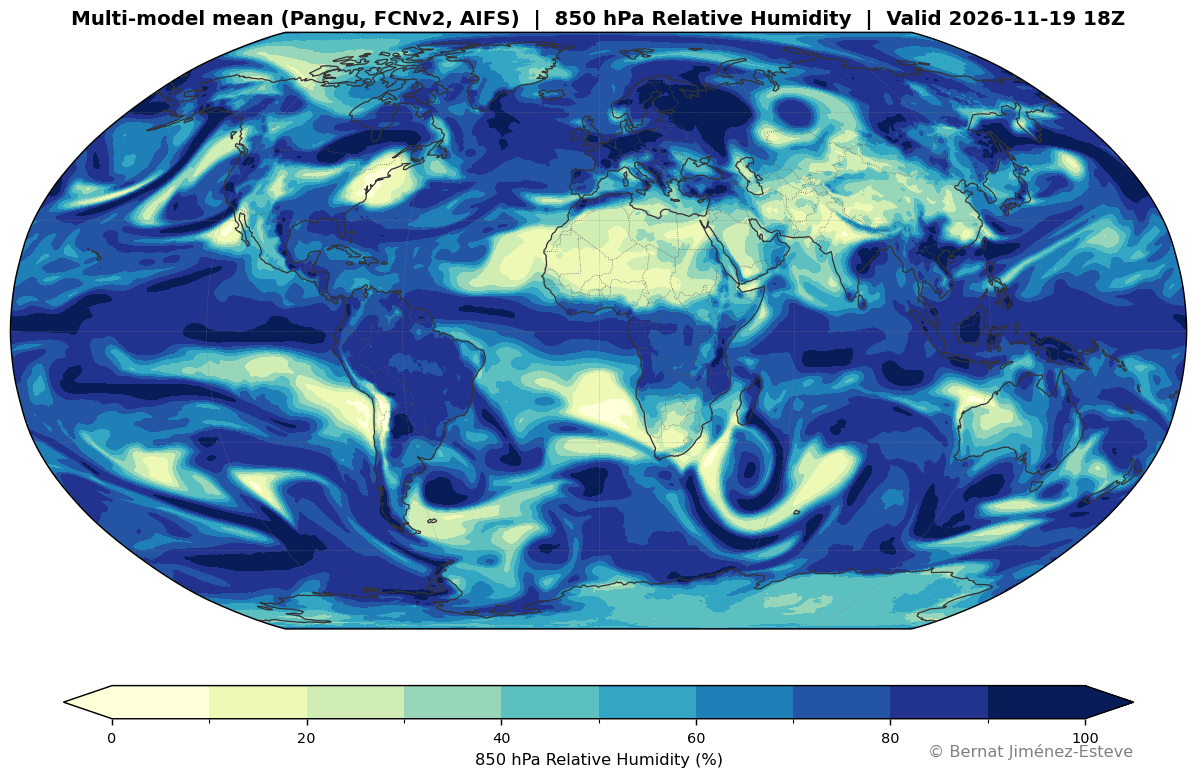 Multi-model mean (Pangu, FCNv2, AIFS)  |  850 hPa Relative Humidity  |  Valid 2026-11-19 18Z
0 20 40 60 80 100
850 hPa Relative Humidity (%)
© Bernat Jiménez-Esteve